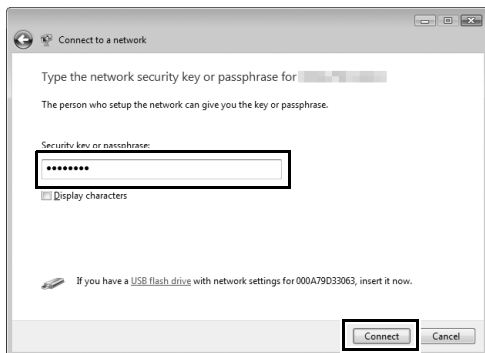 Connect to a network
Type the network security key or passphrase for
The person who setup the network can give you the key or passphrase.
Security key or passphrase:
••••••••
Display characters
If you have a USB flash drive with network settings for 000A79D33063, insert it now.
Connect Cancel